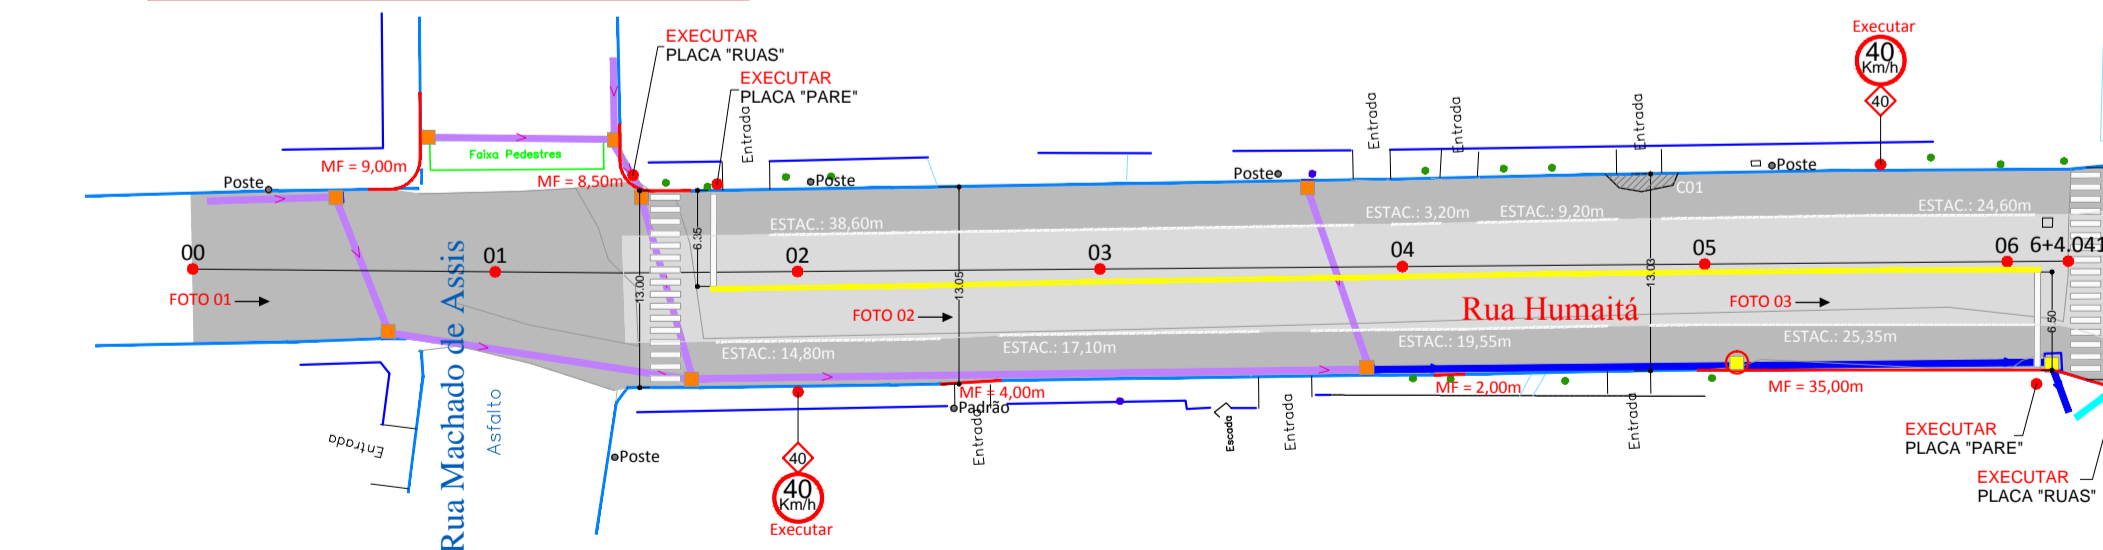 EXECUTAR
PLACA "RUAS"
EXECUTAR
PLACA "PARE"
Executar
40
Km/h
40
Entrada
Entrada
Entrada
Entrada
Faixa Pedestres
MF = 9,00m
MF = 8,50m
Poste
Poste
Poste
Poste
C01
ESTAC.: 38,60m
ESTAC.: 3,20m
ESTAC.: 9,20m
ESTAC.: 24,60m
6.35
00
01
02
03
04
05
06
6+4.041
13.00
13.05
13.03
6.50
FOTO 01
FOTO 02
FOTO 03
Rua Humaitá
Rua Machado de Assis
Asfalto
ESTAC.: 14,80m
ESTAC.: 17,10m
ESTAC.: 19,55m
ESTAC.: 25,35m
MF = 4,00m
MF = 2,00m
MF = 35,00m
Padrão
Entrada
Entrada
Escada
Entrada
Entrada
Poste
40
40
Km/h
Executar
EXECUTAR
PLACA "PARE"
EXECUTAR
PLACA "RUAS"